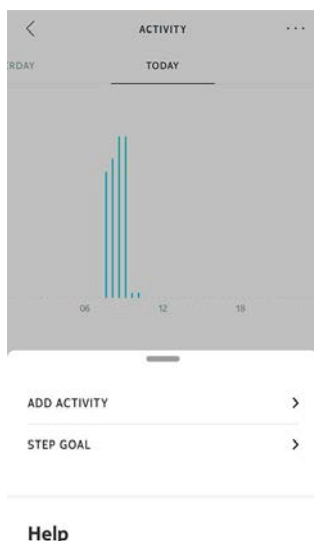 ACTIVITY
ERDAY TODAY
06 12 18
ADD ACTIVITY
STEP GOAL
Help